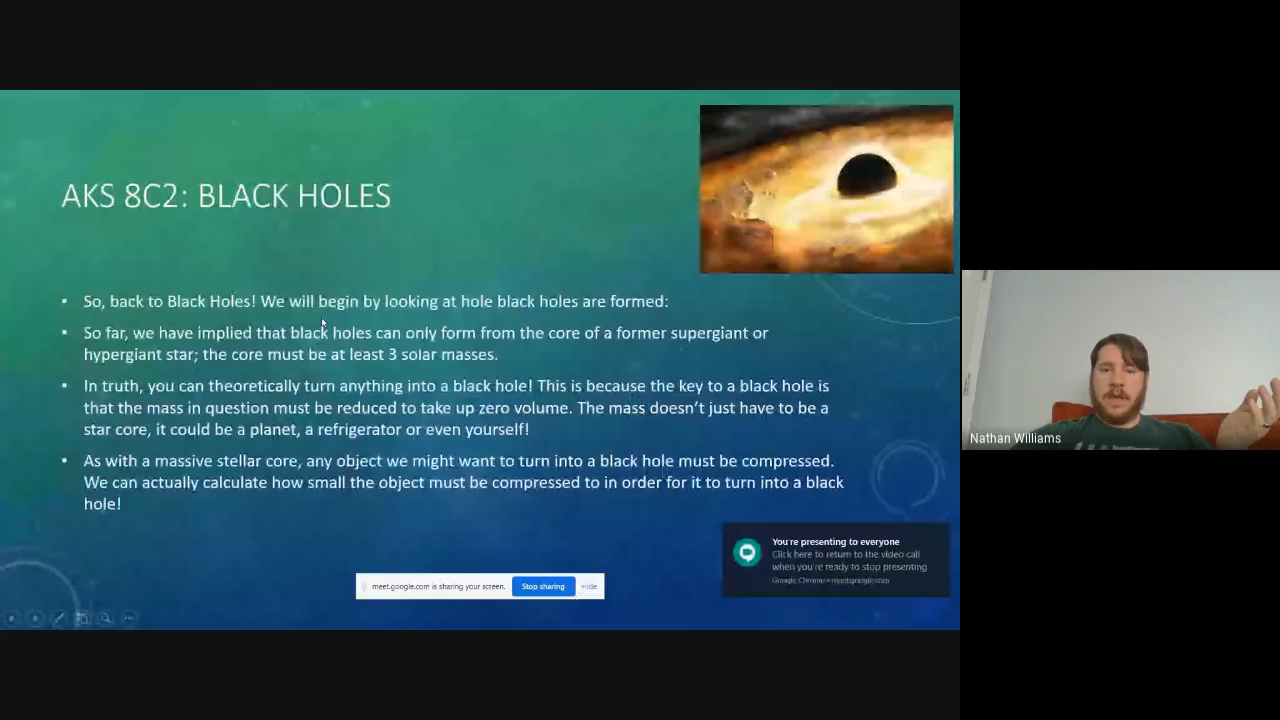 AKS 8C2: BLACK HOLES
• So, back to Black Holes! We will begin by looking at hole black holes are formed:
• So far, we have implied that black holes can only form from the core of a former supergiant or
hypergiant star; the core must be at least 3 solar masses.
• In truth, you can theoretically turn anything into a black hole! This is because the key to a black hole is
that the mass in question must be reduced to take up zero volume. The mass doesn't just have to be a
star core, it could be a planet, a refrigerator or even yourself!
• As with a massive stellar core, any object we might want to turn into a black hole must be compressed.
We can actually calculate how small the object must be compressed to in order for it to turn into a black
hole!
You're presenting to everyone
Click here to return to the video call
when you're ready to stop presenting
Google Chrome • meet.google.com
meet.google.com is sharing your screen.
Stop sharing
Hide
Nathan Williams